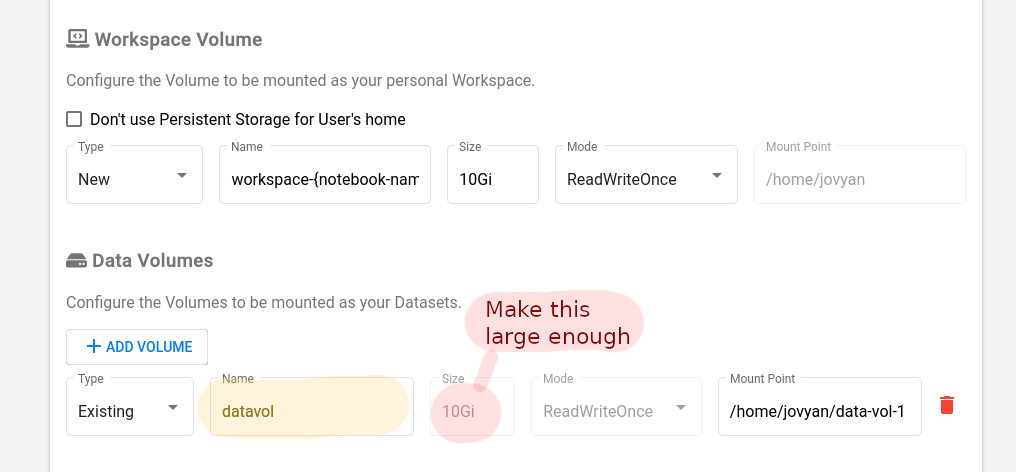 Workspace Volume
Configure the Volume to be mounted as your personal Workspace.
Don't use Persistent Storage for User's home
Type Name Size Mode Mount Point
New workspace-{notebook-nam 10Gi ReadWriteOnce /home/jovyan
Data Volumes
Configure the Volumes to be mounted as your Datasets.
Make this
large enough
ADD VOLUME
Type Name Size Mode Mount Point
Existing datavol 10Gi ReadWriteOnce /home/jovyan/data-vol-1